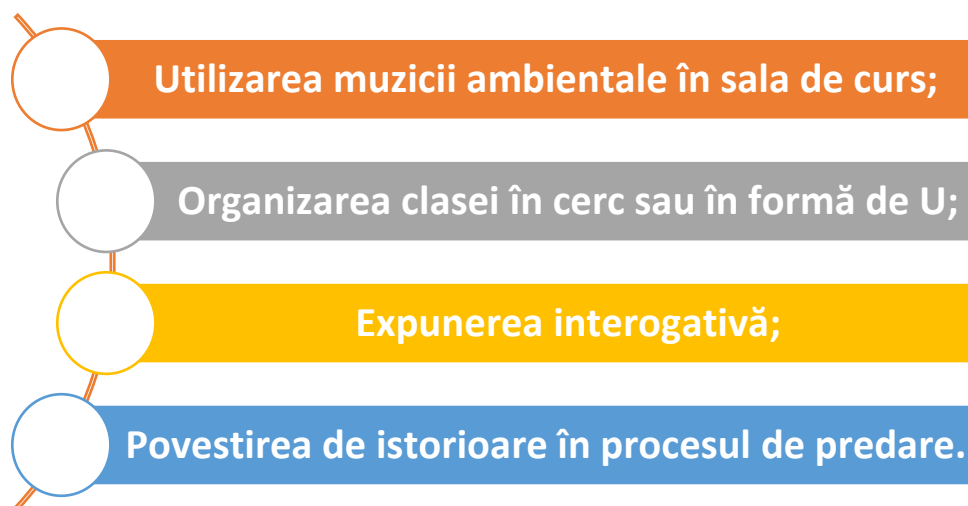 Utilizarea muzicii ambientale în sala de curs;
Organizarea clasei în cerc sau în formă de U;
Expunerea interogativă;
Povestirea de istorioare în procesul de predare.